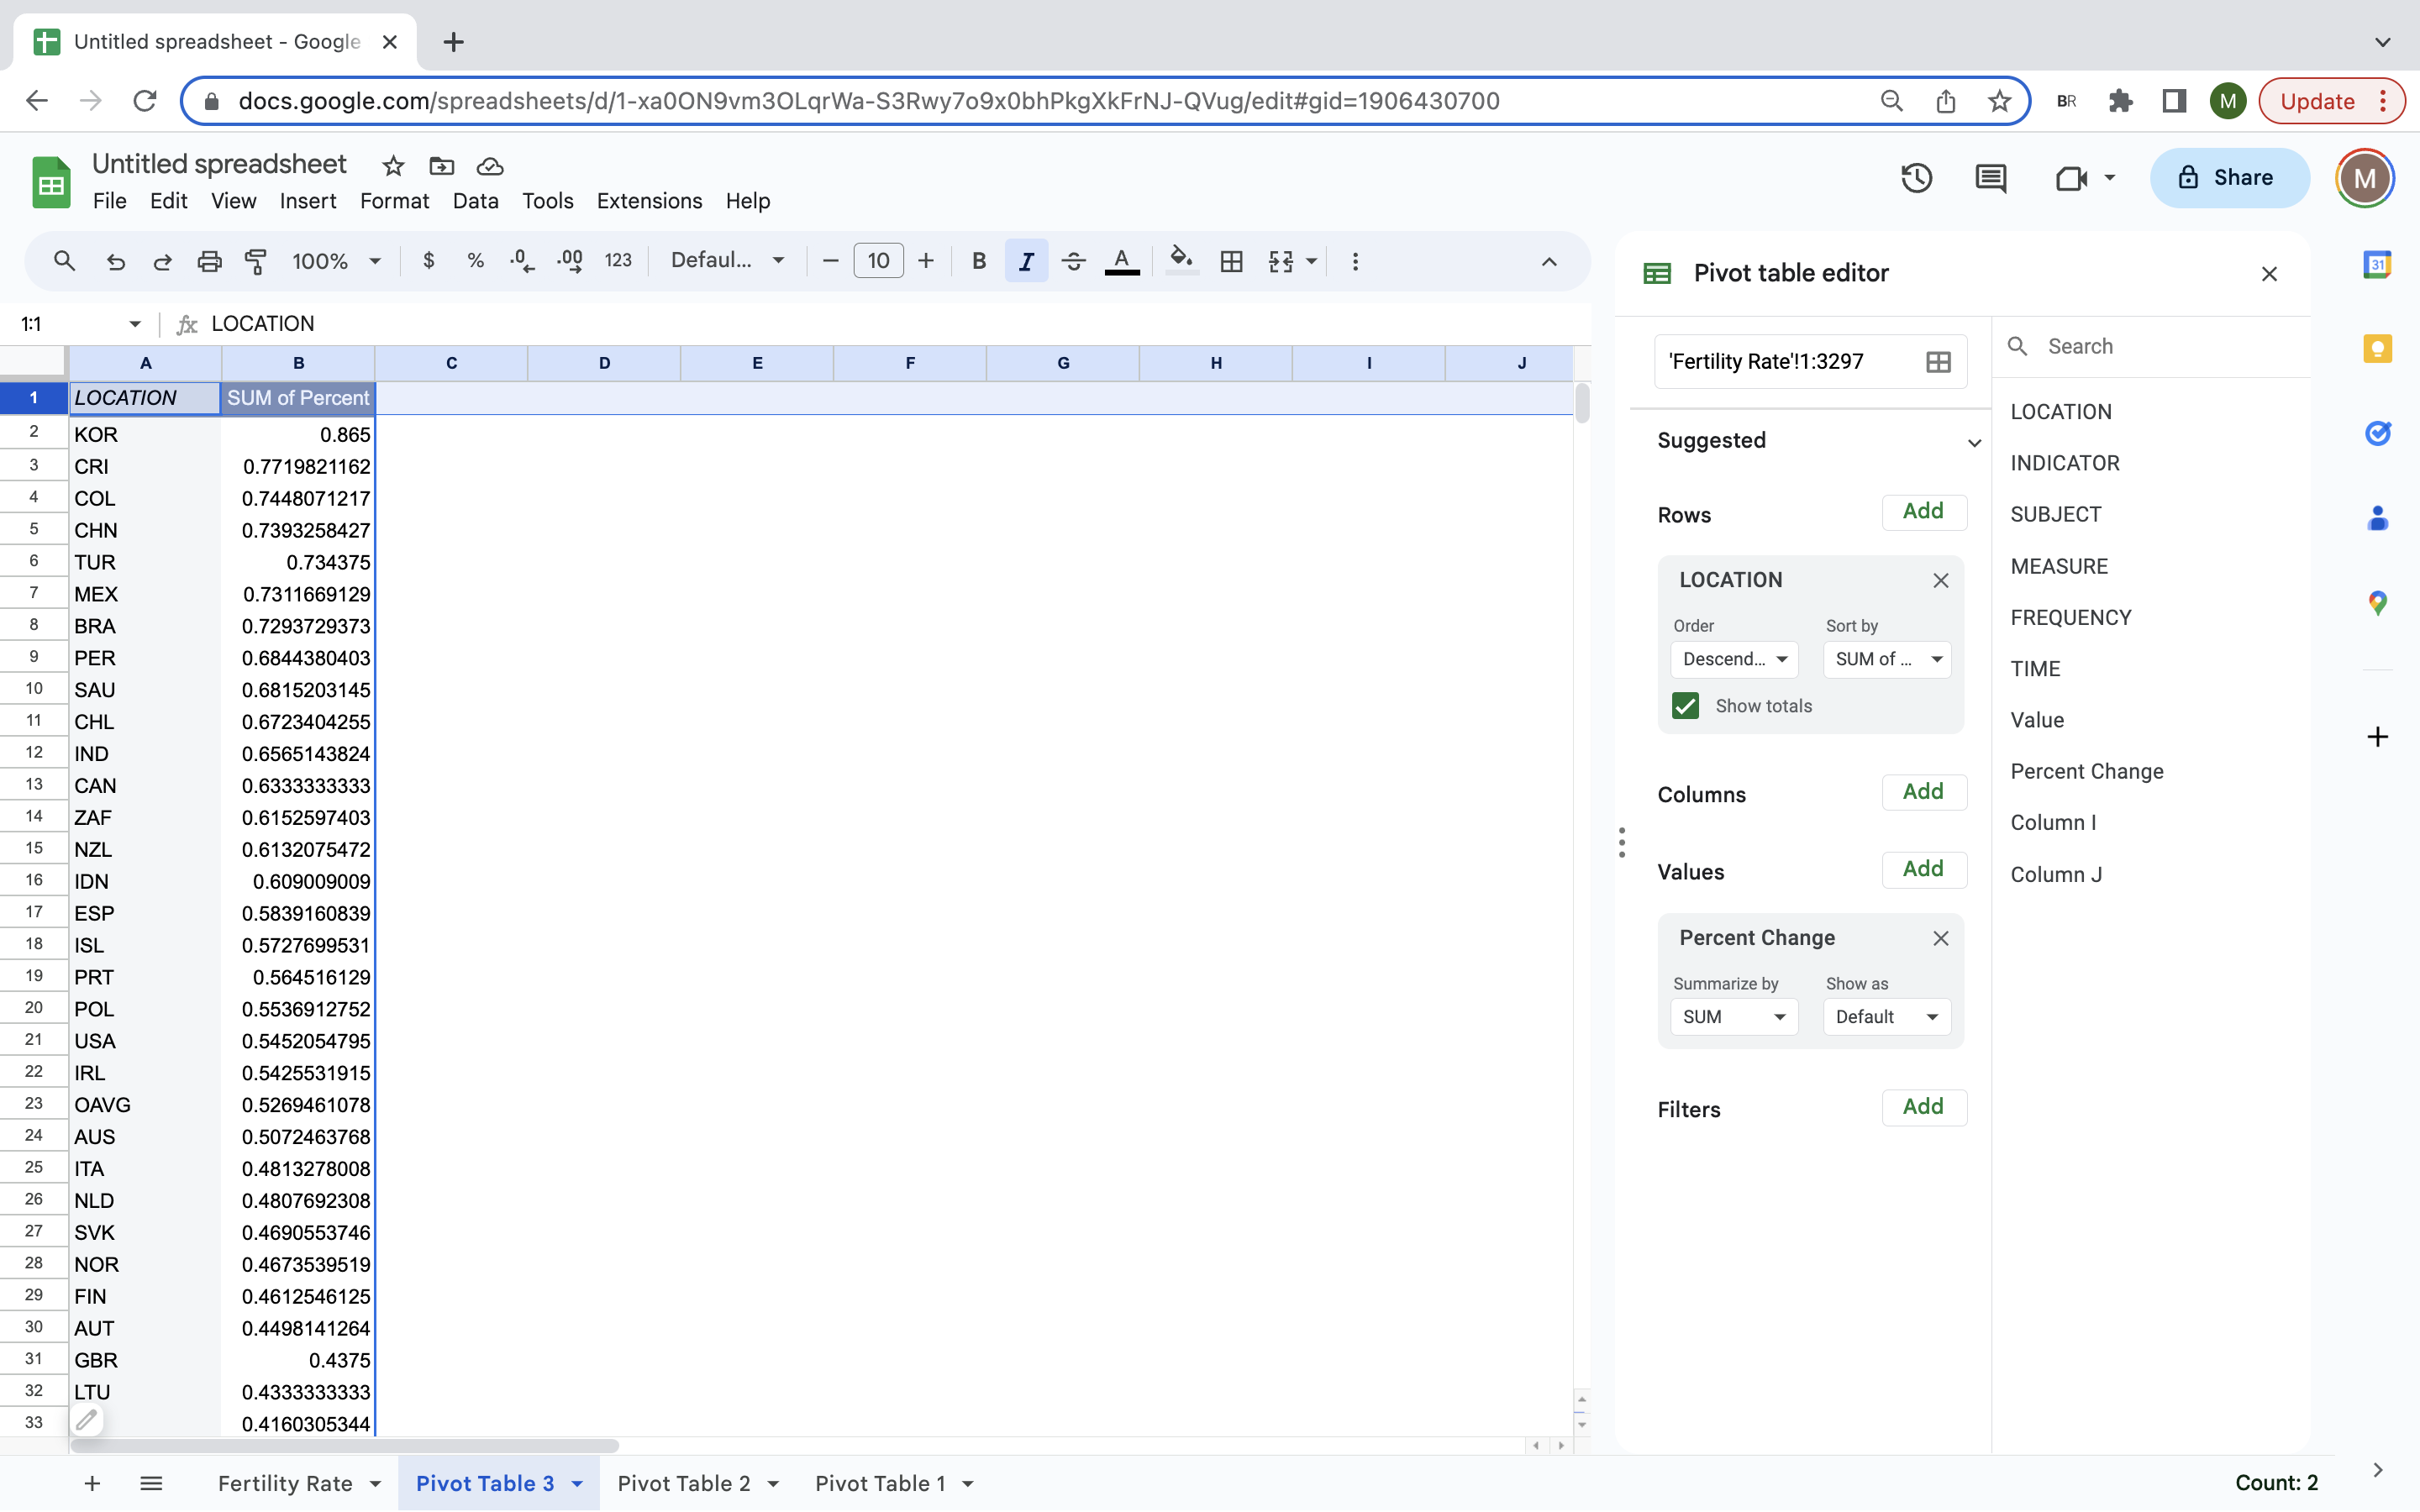 Untitled spreadsheet - Google
docs.google.com/spreadsheets/d/1-xa0ON9vm3OLqrWa-S3Rwy7o9x0bhPkgXkFrNJ-QVug/edit#gid=1906430700
BR
M
Update
Untitled spreadsheet
File Edit View Insert Format Data Tools Extensions Help
Share
M
100% $ % .0 .00 123 Defaul... 10 B I A
1:1 fx LOCATION
A B C D E F G H I J
1 LOCATION SUM of Percent
2 KOR 0.865
3 CRI 0.7719821162
4 COL 0.7448071217
5 CHN 0.7393258427
6 TUR 0.734375
7 MEX 0.7311669129
8 BRA 0.7293729373
9 PER 0.6844380403
10 SAU 0.6815203145
11 CHL 0.6723404255
12 IND 0.6565143824
13 CAN 0.6333333333
14 ZAF 0.6152597403
15 NZL 0.6132075472
16 IDN 0.609009009
17 ESP 0.5839160839
18 ISL 0.5727699531
19 PRT 0.564516129
20 POL 0.5536912752
21 USA 0.5452054795
22 IRL 0.5425531915
23 OAVG 0.5269461078
24 AUS 0.5072463768
25 ITA 0.4813278008
26 NLD 0.4807692308
27 SVK 0.4690553746
28 NOR 0.4673539519
29 FIN 0.4612546125
30 AUT 0.4498141264
31 GBR 0.4375
32 LTU 0.4333333333
33 0.4160305344
Pivot table editor
'Fertility Rate'!1:3297
Suggested
Rows Add
LOCATION
Order Sort by
Descend... SUM of ...
Show totals
Columns Add
Values Add
Percent Change
Summarize by Show as
SUM Default
Filters Add
Search
LOCATION
INDICATOR
SUBJECT
MEASURE
FREQUENCY
TIME
Value
Percent Change
Column I
Column J
31
Fertility Rate Pivot Table 3 Pivot Table 2 Pivot Table 1
Count: 2